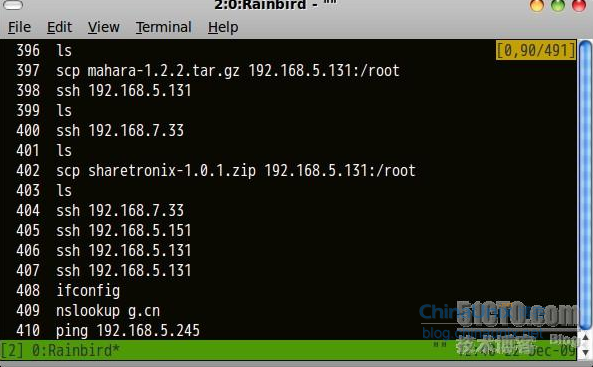 2:0:Rainbird - ""
File Edit View Terminal Help
[0,90/491]
396 ls
397 scp mahara-1.2.2.tar.gz 192.168.5.131:/root
398 ssh 192.168.5.131
399 ls
400 ssh 192.168.7.33
401 ls
402 scp sharetronix-1.0.1.zip 192.168.5.131:/root
403 ls
404 ssh 192.168.7.33
405 ssh 192.168.5.151
406 ssh 192.168.5.131
407 ssh 192.168.5.131
408 ifconfig
409 nslookup g.cn
410 ping 192.168.5.245
51CTO.com
技术博客 Blog
[2] 0:Rainbird* "" Dec-09